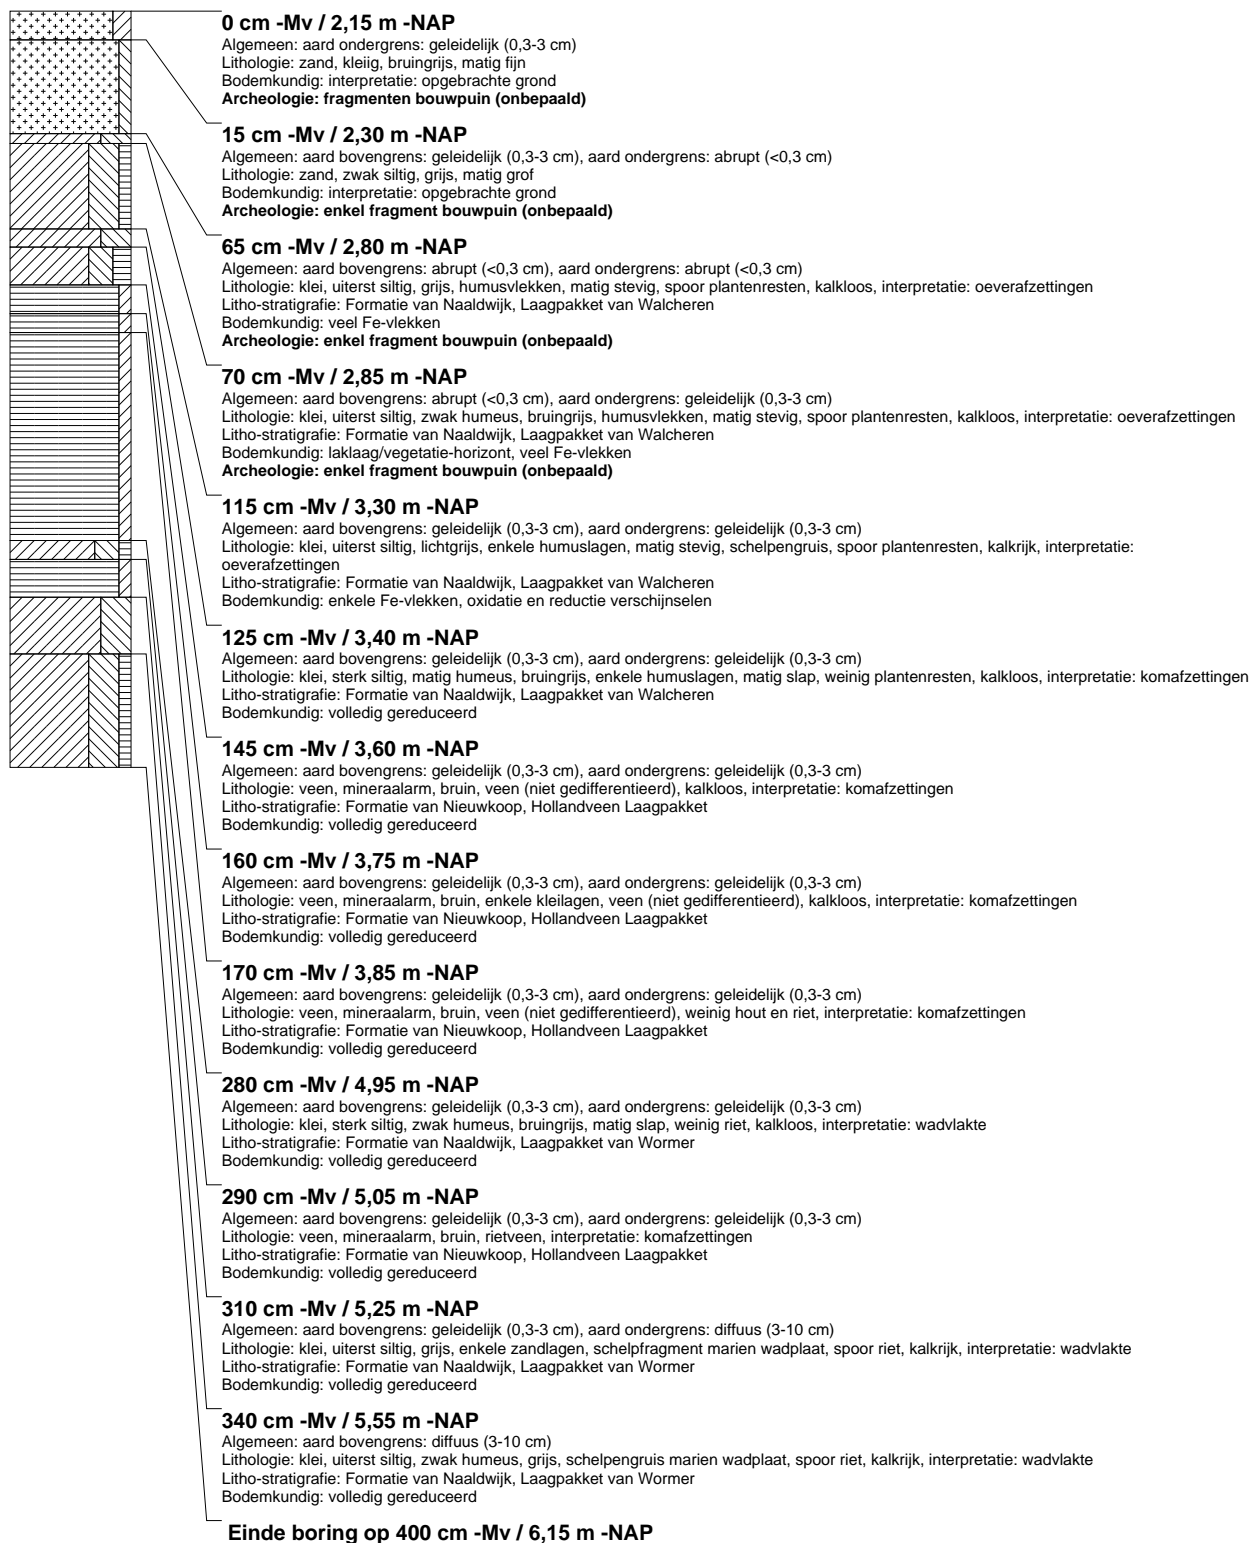 0 cm -Mv / 2,15 m -NAP
Algemeen: aard ondergrens: geleidelijk (0,3-3 cm)
Lithologie: zand, kleiig, bruingrijs, matig fijn
Bodemkundig: interpretatie: opgebrachte grond
Archeologie: fragmenten bouwpuin (onbepaald)
15 cm -Mv / 2,30 m -NAP
Algemeen: aard bovengrens: geleidelijk (0,3-3 cm), aard ondergrens: abrupt (<0,3 cm)
Lithologie: zand, zwak siltig, grijs, matig grof
Bodemkundig: interpretatie: opgebrachte grond
Archeologie: enkel fragment bouwpuin (onbepaald)
65 cm -Mv / 2,80 m -NAP
Algemeen: aard bovengrens: abrupt (<0,3 cm), aard ondergrens: abrupt (<0,3 cm)
Lithologie: klei, uiterst siltig, grijs, humusvlekken, matig stevig, spoor plantenresten, kalkloos, interpretatie: oeverafzettingen
Litho-stratigrafie: Formatie van Naaldwijk, Laagpakket van Walcheren
Bodemkundig: veel Fe-vlekken
Archeologie: enkel fragment bouwpuin (onbepaald)
70 cm -Mv / 2,85 m -NAP
Algemeen: aard bovengrens: abrupt (<0,3 cm), aard ondergrens: geleidelijk (0,3-3 cm)
Lithologie: klei, uiterst siltig, zwak humeus, bruingrijs, humusvlekken, matig stevig, spoor plantenresten, kalkloos, interpretatie: oeverafzettingen
Litho-stratigrafie: Formatie van Naaldwijk, Laagpakket van Walcheren
Bodemkundig: laklaag/vegetatie-horizont, veel Fe-vlekken
Archeologie: enkel fragment bouwpuin (onbepaald)
115 cm -Mv / 3,30 m -NAP
Algemeen: aard bovengrens: geleidelijk (0,3-3 cm), aard ondergrens: geleidelijk (0,3-3 cm)
Lithologie: klei, uiterst siltig, lichtgrijs, enkele humuslagen, matig stevig, schelpengruis, spoor plantenresten, kalkrijk, interpretatie:
oeverafzettingen
Litho-stratigrafie: Formatie van Naaldwijk, Laagpakket van Walcheren
Bodemkundig: enkele Fe-vlekken, oxidatie en reductie verschijnselen
125 cm -Mv / 3,40 m -NAP
Algemeen: aard bovengrens: geleidelijk (0,3-3 cm), aard ondergrens: geleidelijk (0,3-3 cm)
Lithologie: klei, sterk siltig, matig humeus, bruingrijs, enkele humuslagen, matig slap, weinig plantenresten, kalkloos, interpretatie: komafzettingen
Litho-stratigrafie: Formatie van Naaldwijk, Laagpakket van Walcheren
Bodemkundig: volledig gereduceerd
145 cm -Mv / 3,60 m -NAP
Algemeen: aard bovengrens: geleidelijk (0,3-3 cm), aard ondergrens: geleidelijk (0,3-3 cm)
Lithologie: veen, mineraalarm, bruin, veen (niet gedifferentieerd), kalkloos, interpretatie: komafzettingen
Litho-stratigrafie: Formatie van Nieuwkoop, Hollandveen Laagpakket
Bodemkundig: volledig gereduceerd
160 cm -Mv / 3,75 m -NAP
Algemeen: aard bovengrens: geleidelijk (0,3-3 cm), aard ondergrens: geleidelijk (0,3-3 cm)
Lithologie: veen, mineraalarm, bruin, enkele kleilagen, veen (niet gedifferentieerd), kalkloos, interpretatie: komafzettingen
Litho-stratigrafie: Formatie van Nieuwkoop, Hollandveen Laagpakket
Bodemkundig: volledig gereduceerd
170 cm -Mv / 3,85 m -NAP
Algemeen: aard bovengrens: geleidelijk (0,3-3 cm), aard ondergrens: geleidelijk (0,3-3 cm)
Lithologie: veen, mineraalarm, bruin, veen (niet gedifferentieerd), weinig hout en riet, interpretatie: komafzettingen
Litho-stratigrafie: Formatie van Nieuwkoop, Hollandveen Laagpakket
Bodemkundig: volledig gereduceerd
280 cm -Mv / 4,95 m -NAP
Algemeen: aard bovengrens: geleidelijk (0,3-3 cm), aard ondergrens: geleidelijk (0,3-3 cm)
Lithologie: klei, sterk siltig, zwak humeus, bruingrijs, matig slap, weinig riet, kalkloos, interpretatie: wadvlakte
Litho-stratigrafie: Formatie van Naaldwijk, Laagpakket van Wormer
Bodemkundig: volledig gereduceerd
290 cm -Mv / 5,05 m -NAP
Algemeen: aard bovengrens: geleidelijk (0,3-3 cm), aard ondergrens: geleidelijk (0,3-3 cm)
Lithologie: veen, mineraalarm, bruin, rietveen, interpretatie: komafzettingen
Litho-stratigrafie: Formatie van Nieuwkoop, Hollandveen Laagpakket
Bodemkundig: volledig gereduceerd
310 cm -Mv / 5,25 m -NAP
Algemeen: aard bovengrens: geleidelijk (0,3-3 cm), aard ondergrens: diffuus (3-10 cm)
Lithologie: klei, uiterst siltig, grijs, enkele zandlagen, schelpfragment marien wadplaat, spoor riet, kalkrijk, interpretatie: wadvlakte
Litho-stratigrafie: Formatie van Naaldwijk, Laagpakket van Wormer
Bodemkundig: volledig gereduceerd
340 cm -Mv / 5,55 m -NAP
Algemeen: aard bovengrens: diffuus (3-10 cm)
Lithologie: klei, uiterst siltig, zwak humeus, grijs, schelpengruis marien wadplaat, spoor riet, kalkrijk, interpretatie: wadvlakte
Litho-stratigrafie: Formatie van Naaldwijk, Laagpakket van Wormer
Bodemkundig: volledig gereduceerd
Einde boring op 400 cm -Mv / 6,15 m -NAP